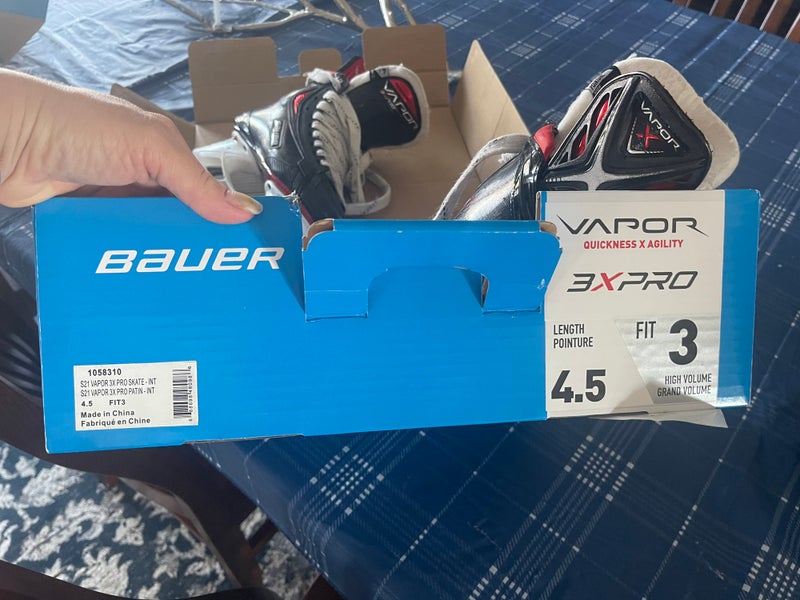 VAPOR
VAPOR
X
BAUER
VAPOR
QUICKNESS X AGILITY
3XPRO
LENGTH
POINTURE
4.5
FIT 3
HIGH VOLUME
GRAND VOLUME
1058310
S21 VAPOR 3X PRO SKATE - INT
S21 VAPOR 3X PRO PATIN - INT
4.5 FIT3
Made in China
Fabriqué en Chine